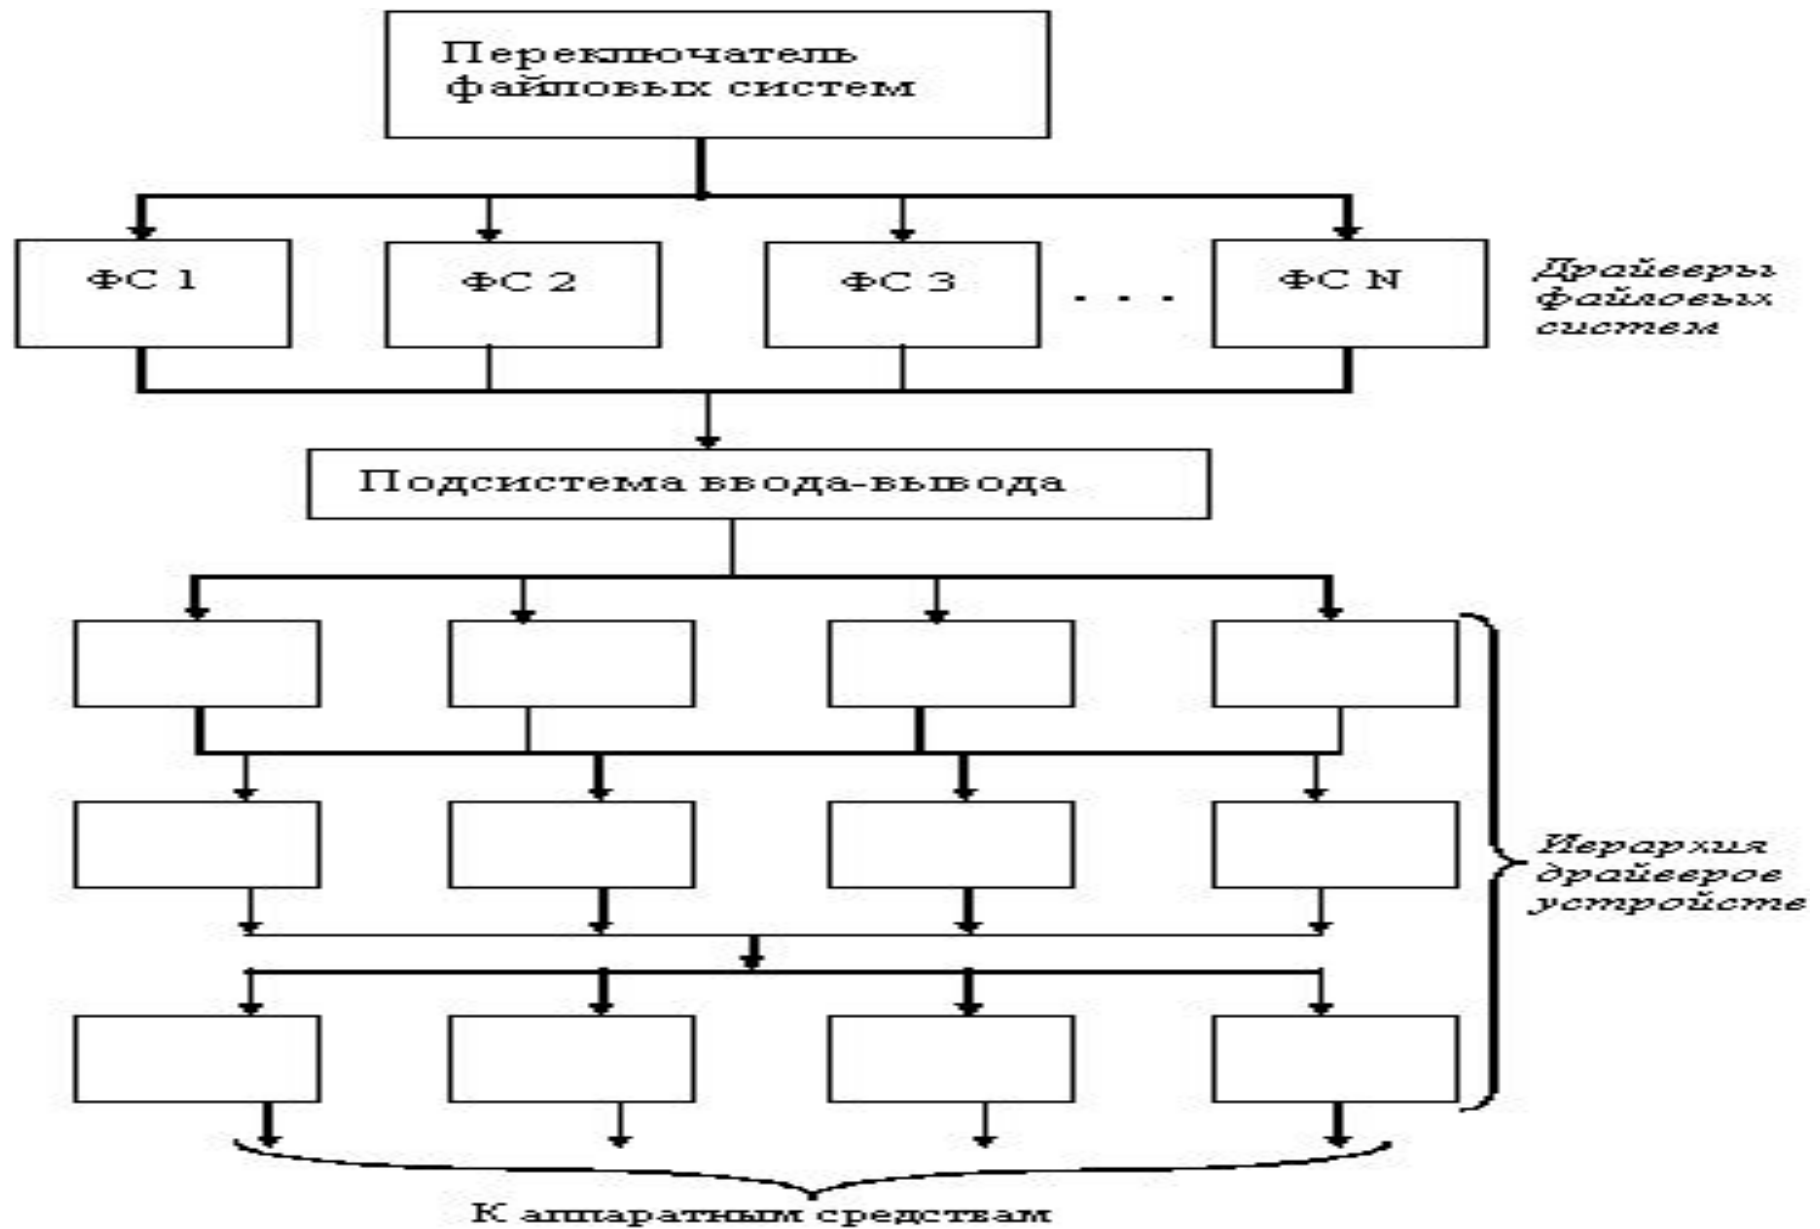 Переключатель
файловых систем
ФС 1
ФС 2
ФС 3
. . .
ФС N
Драйверы
файловых
систем
Подсистема ввода-вывода
Иерархия
драйверов
устройств
К аппаратным средствам